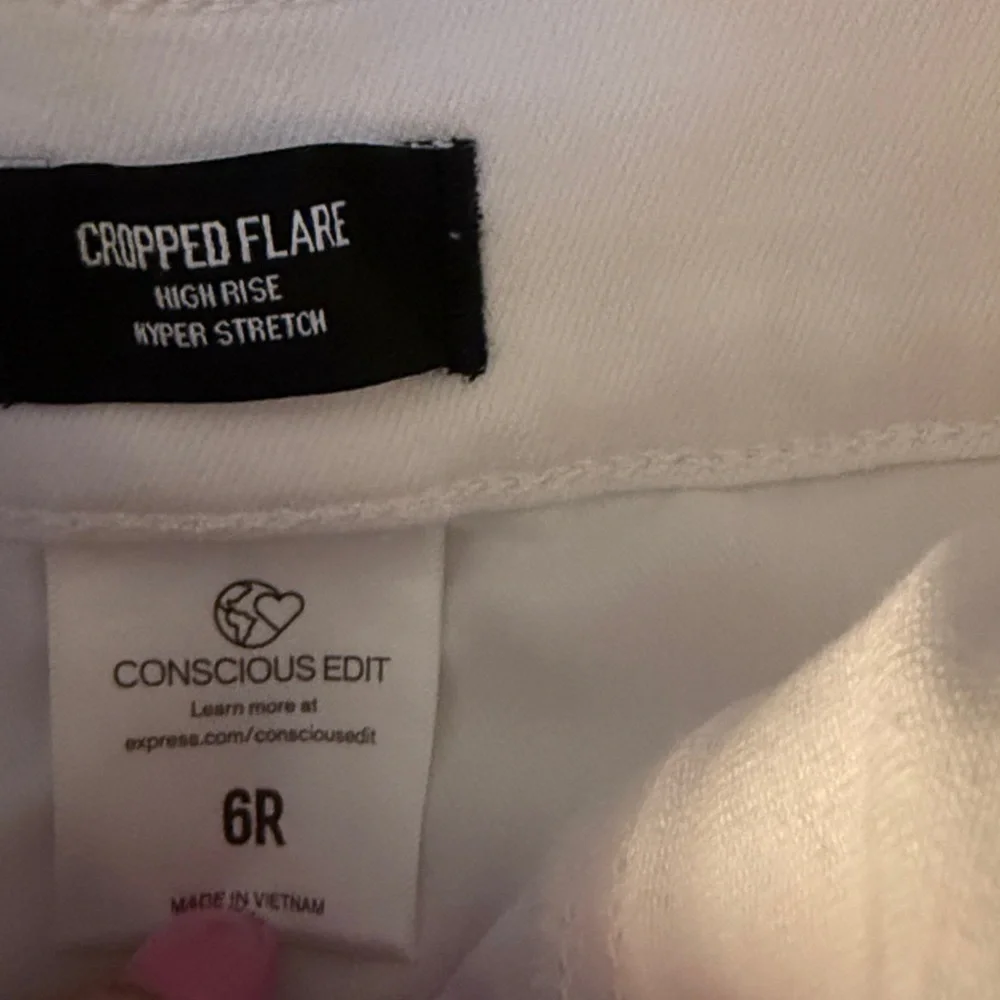 CROPPED FLARE
HIGH RISE
HYPER STRETCH
CONSCIOUS EDIT
Learn more at
express.com/consciousedit
6R
MADE IN VIETNAM